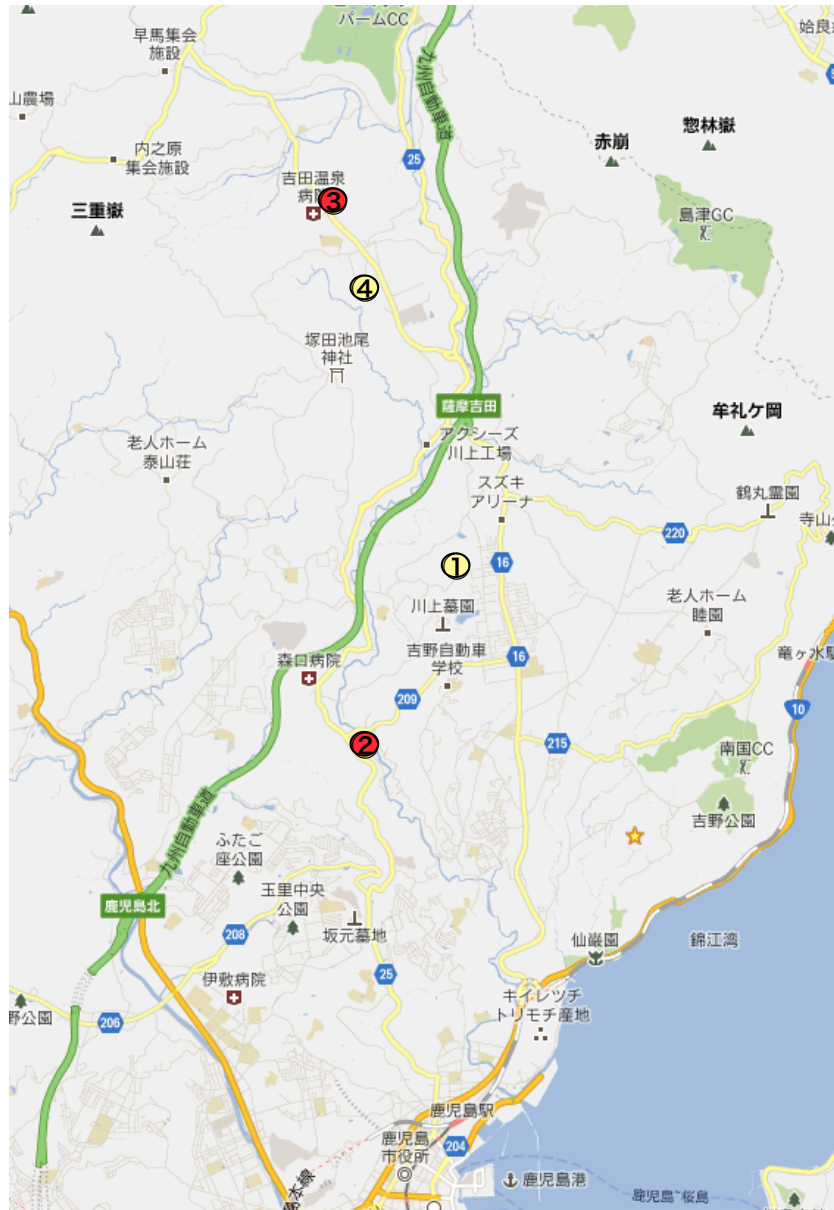 パームCC
九州自動車道
早馬集会
施設
山農場
25
内之原
集会施設
赤崩
惣林嶽
吉田温泉
病院
③
三重嶽
島津GC
④
塚田池尾
神社
薩摩吉田
牟礼ケ岡
アクシーズ
川上工場
老人ホーム
泰山荘
スズキ
アリーナ
鶴丸霊園
寺山公
220
①
16
川上墓園
老人ホーム
睦園
吉野自動車
学校
16
竜ヶ水駅
森口病院
209
10
②
215
南国CC
吉野公園
九州自動車道
ふたご
座公園
玉里中央
公園
鹿児島北
208
坂元墓地
仙巌園
錦江湾
伊敷病院
25
キイレツチ
トリモチ産地
野公園
206
鹿児島駅
鹿児島
市役所
204
鹿児島港
鹿児島~桜島
本線